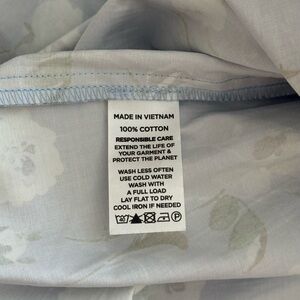 MADE IN VIETNAM
100% COTTON
RESPONSIBLE CARE
EXTEND THE LIFE OF
YOUR GARMENT &
PROTECT THE PLANET
WASH LESS OFTEN
USE COLD WATER
WASH WITH
A FULL LOAD
LAY FLAT TO DRY
COOL IRON IF NEEDED